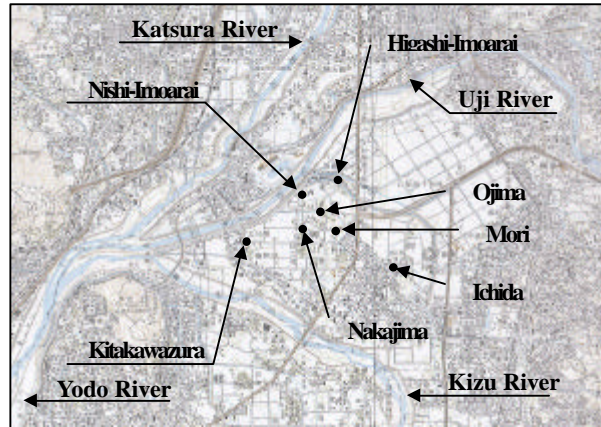 Katsura River
Higashi-Imoarai
Nishi-Imoarai
Uji River
Ojima
Mori
Ichida
Nakajima
Kitakawazura
Kizu River
Yodo River